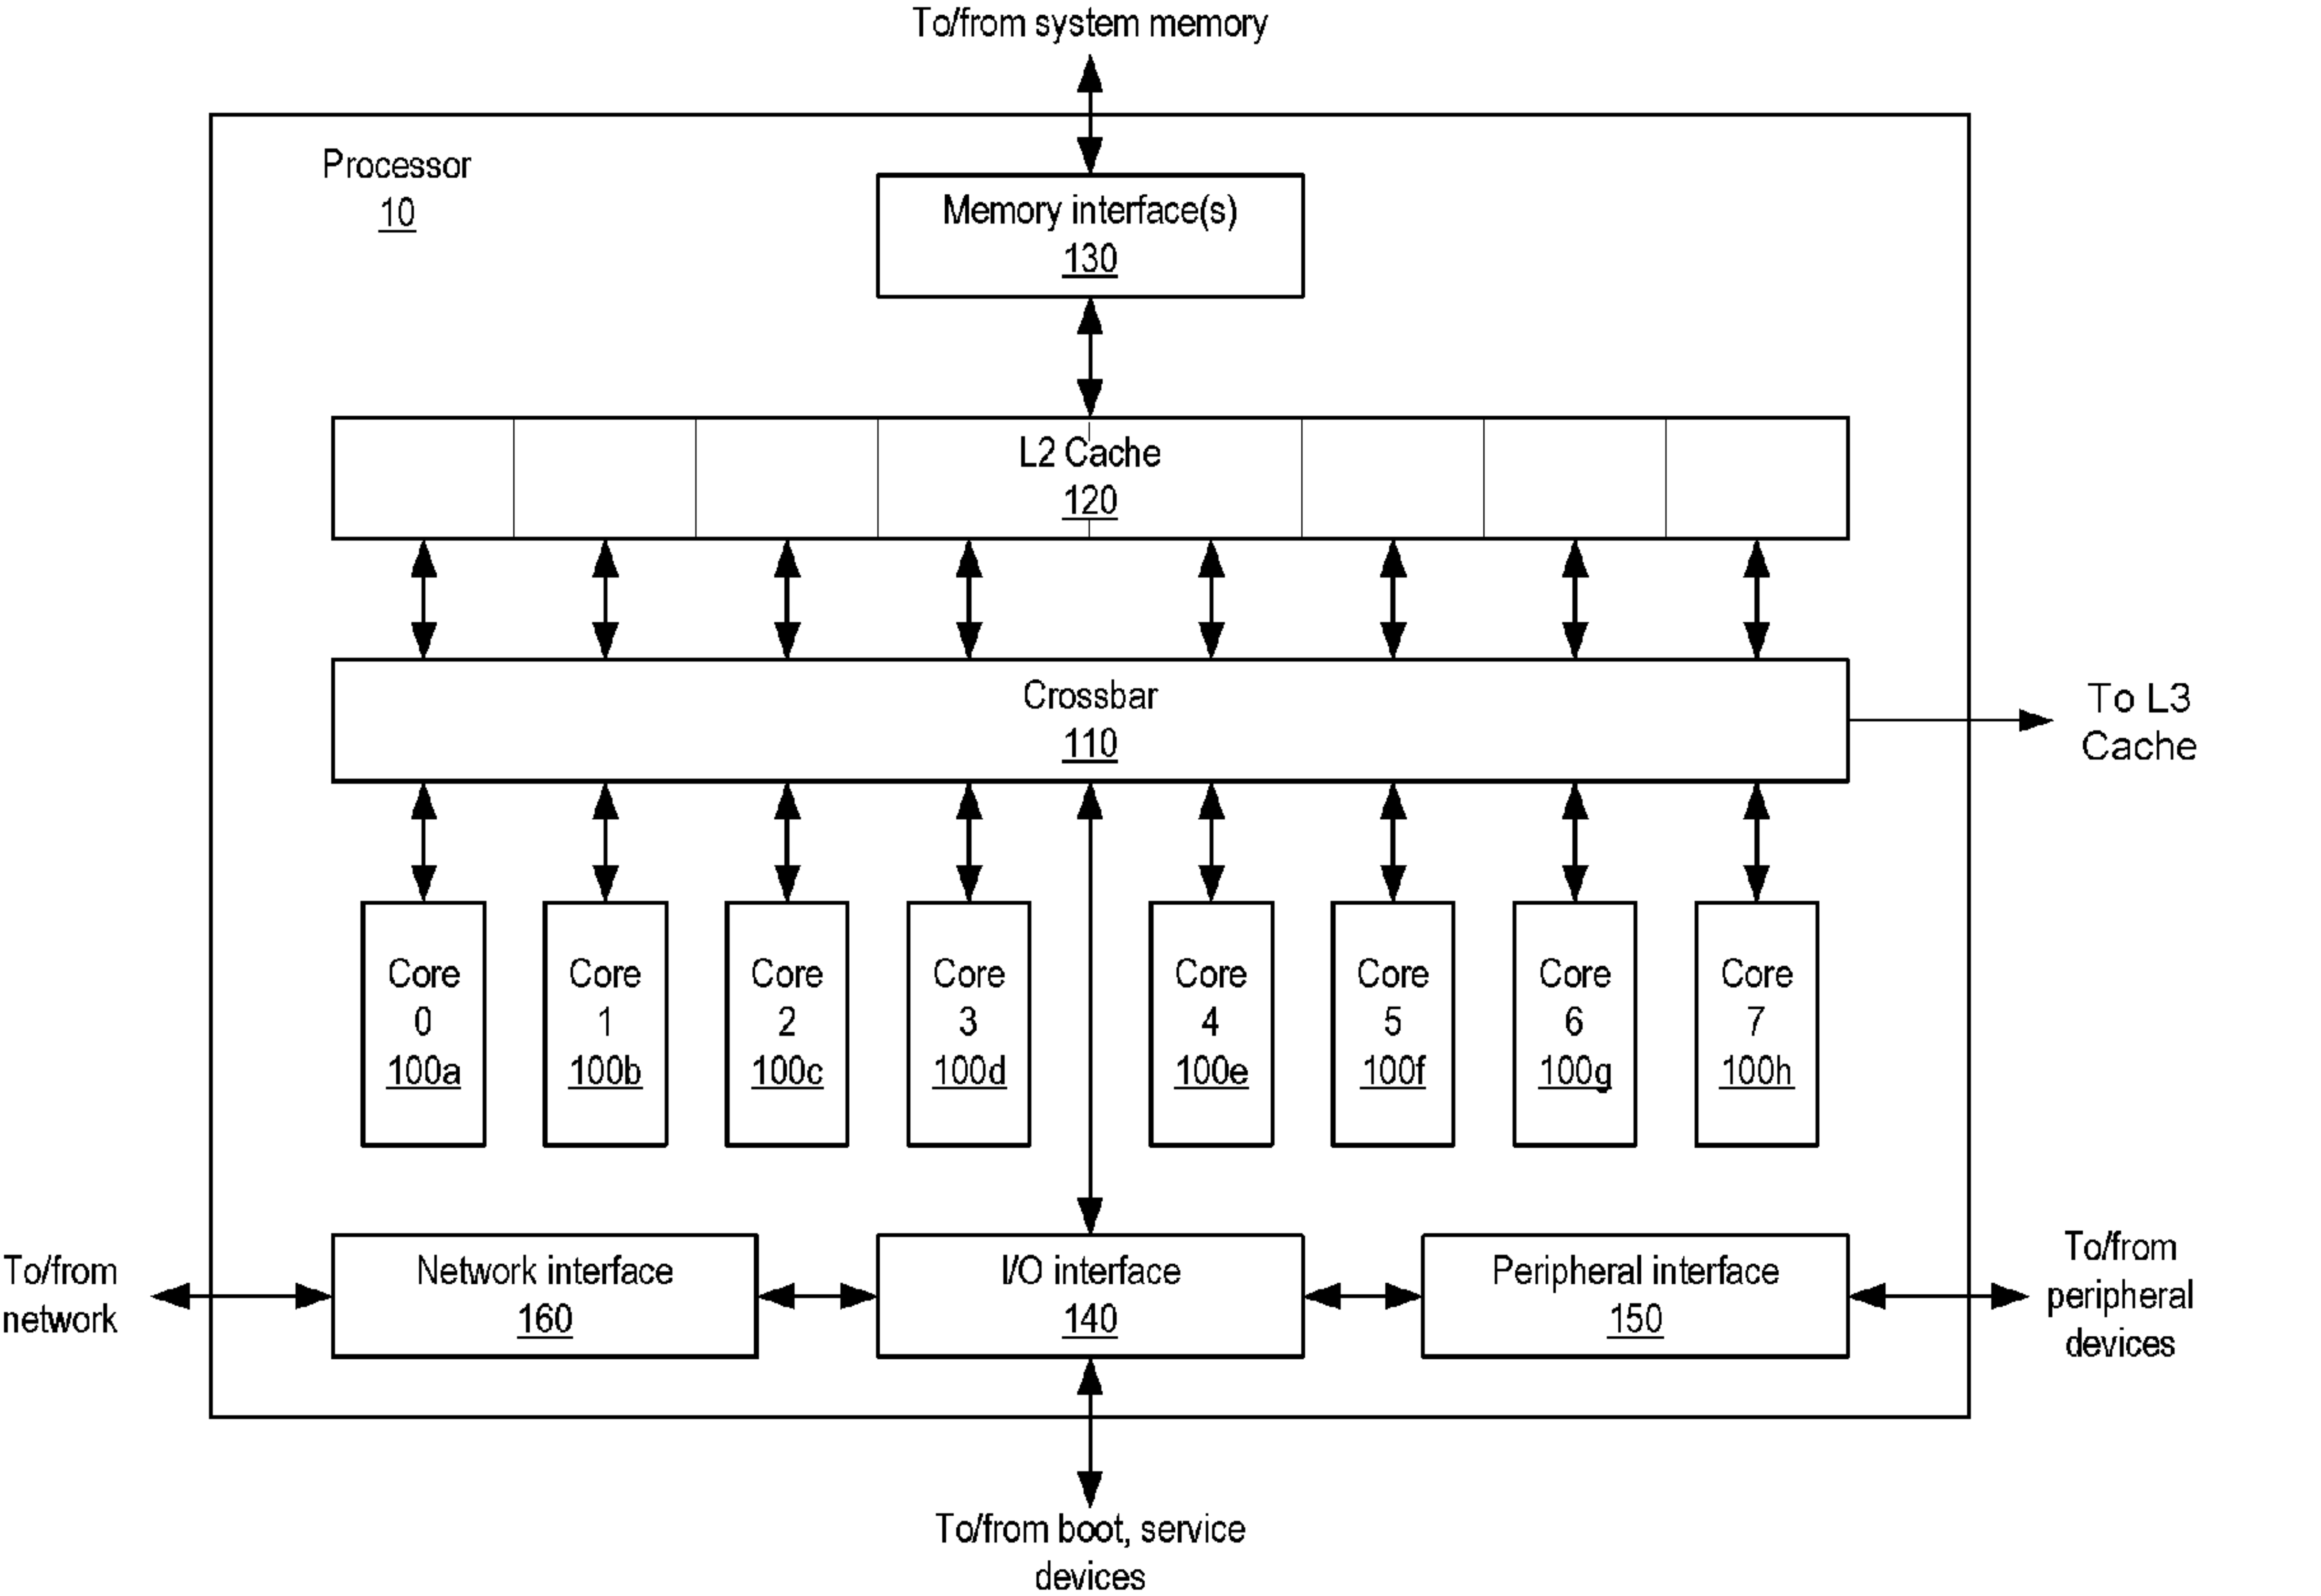 To/from system memory
Processor
10
Memory interface(s)
130
L2 Cache
120
Crossbar
110
To L3
Cache
Core
0
100a
Core
1
100b
Core
2
100c
Core
3
100d
Core
4
100e
Core
5
100f
Core
6
100g
Core
7
100h
To/from
network
Network interface
160
I/O interface
140
Peripheral interface
150
To/from
peripheral
devices
To/from boot, service
devices